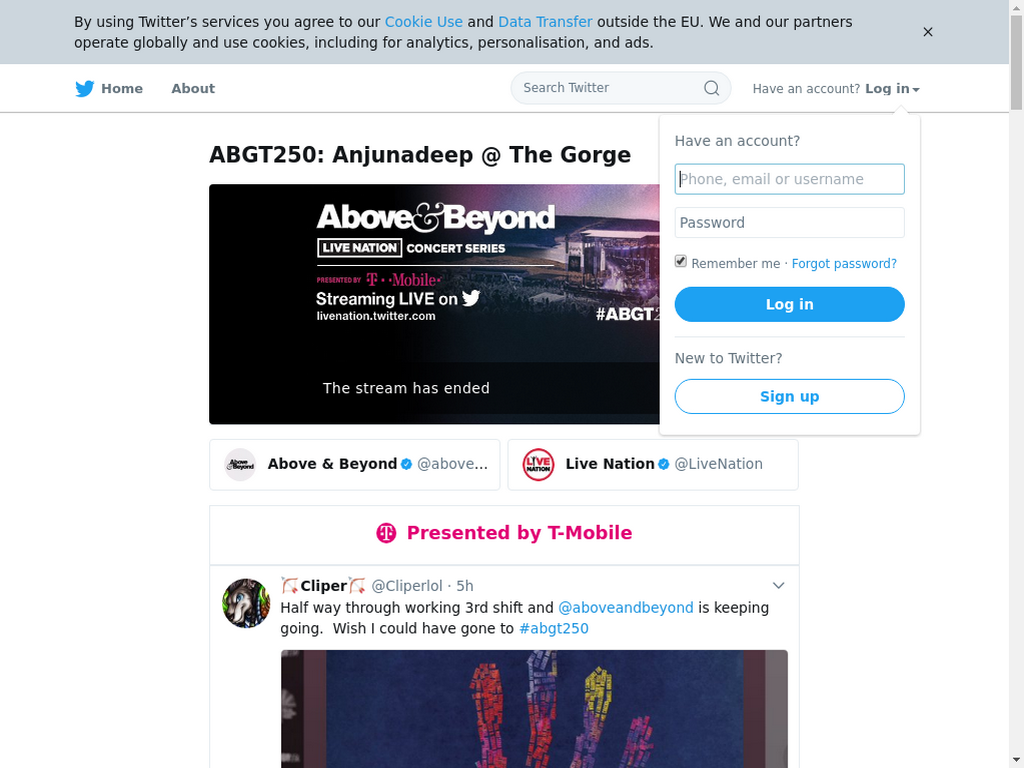 By using Twitter’s services you agree to our Cookie Use and Data Transfer outside the EU. We and our partners
operate globally and use cookies, including for analytics, personalisation, and ads.
Home About Search Twitter Have an account? Log in
Have an account?
Phone, email or username
Password
Remember me · Forgot password?
Log in
New to Twitter?
Sign up
ABGT250: Anjunadeep @ The Gorge
Above & Beyond
LIVE NATION CONCERT SERIES
PRESENTED BY T · · Mobile ·
Streaming LIVE on
livenation.twitter.com
#ABGT2
The stream has ended
Above & Beyond @above...
Live Nation @LiveNation
Presented by T-Mobile
Cliper @Cliperlol · 5h
Half way through working 3rd shift and @aboveandbeyond is keeping
going. Wish I could have gone to #abgt250